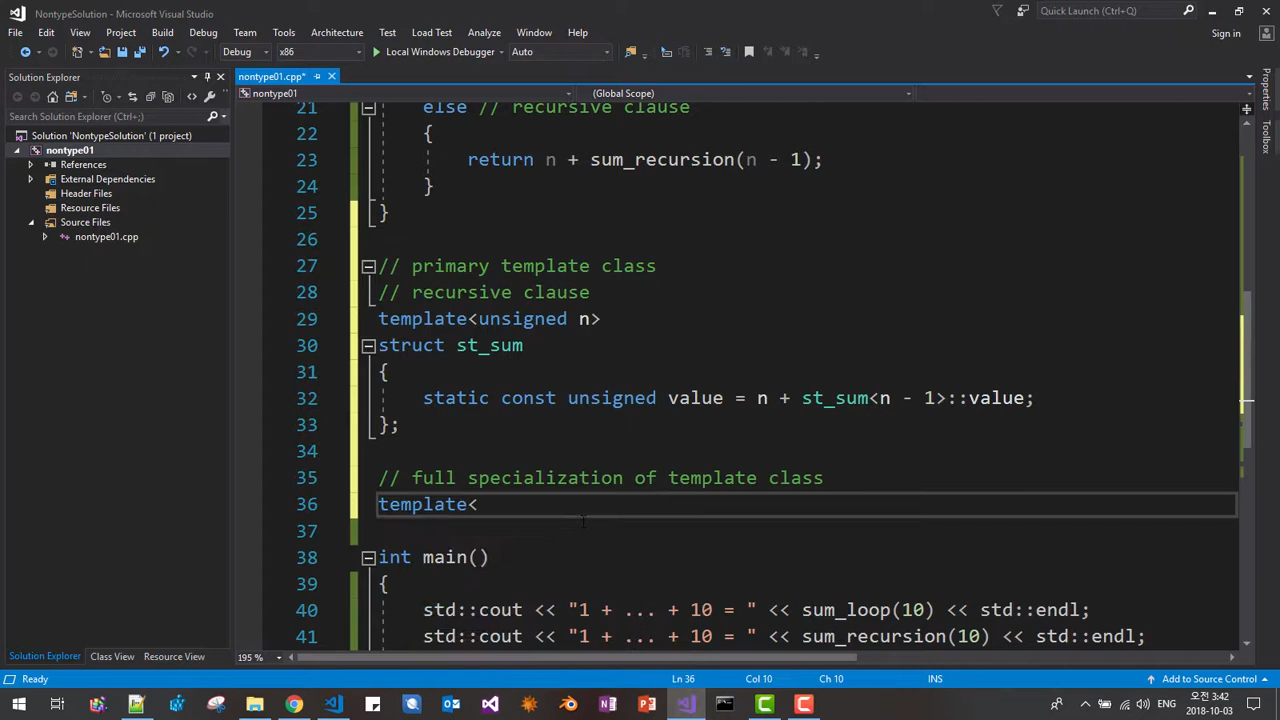 NontypeSolution - Microsoft Visual Studio
Quick Launch (Ctrl+Q)
File Edit View Project Build Debug Team Tools Architecture Test Load Test Analyze Window Help
Sign in
Debug x86 Local Windows Debugger Auto
Solution Explorer
Search Solution Explorer (Ctrl+;)
Solution 'NontypeSolution' (1 project)
nontype01
References
External Dependencies
Header Files
Resource Files
Source Files
nontype01.cpp
Solution Explorer Class View Resource View
nontype01.cpp*
nontype01 (Global Scope)
21 else // recursive clause
22 {
23 return n + sum_recursion(n - 1);
24 }
25 }
26
27 // primary template class
28 // recursive clause
29 template<unsigned n>
30 struct st_sum
31 {
32 static const unsigned value = n + st_sum<n - 1>::value;
33 };
34
35 // full specialization of template class
36 template<
37
38 int main()
39 {
40 std::cout << "1 + ... + 10 = " << sum_loop(10) << std::endl;
41 std::cout << "1 + ... + 10 = " << sum_recursion(10) << std::endl;
195 %
Properties
Toolbox
Ready Ln 36 Col 10 Ch 10 INS Add to Source Control
ENG
오전 3:42
2018-10-03